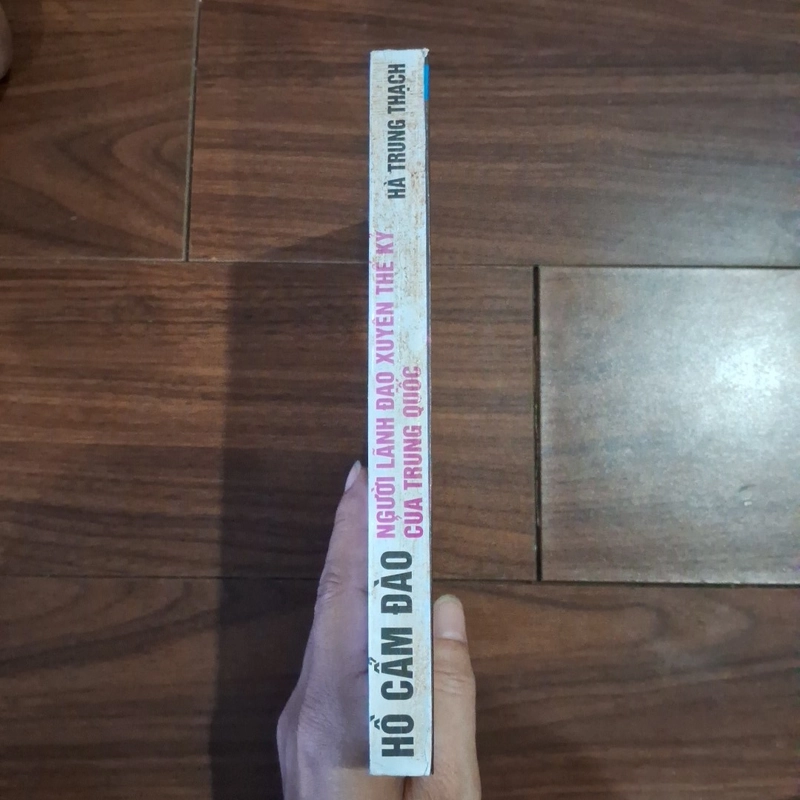 HỒ CẨM ĐÀO
NGƯỜI LÃNH ĐẠO XUYÊN THẾ KỶ
CỦA TRUNG QUỐC
HÀ TRUNG THẠCH